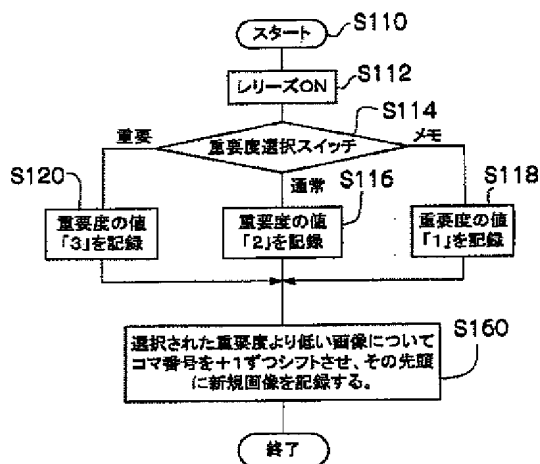 スタート
S110
レリーズON
S112
重要度選択スイッチ
S114
重要
通常
メモ
S120
重要度の値
「3」を記録
S116
重要度の値
「2」を記録
S118
重要度の値
「1」を記録
選択された重要度より低い画像について
コマ番号を+1ずつシフトさせ、その先頭
に新規画像を記録する。
S160
終了